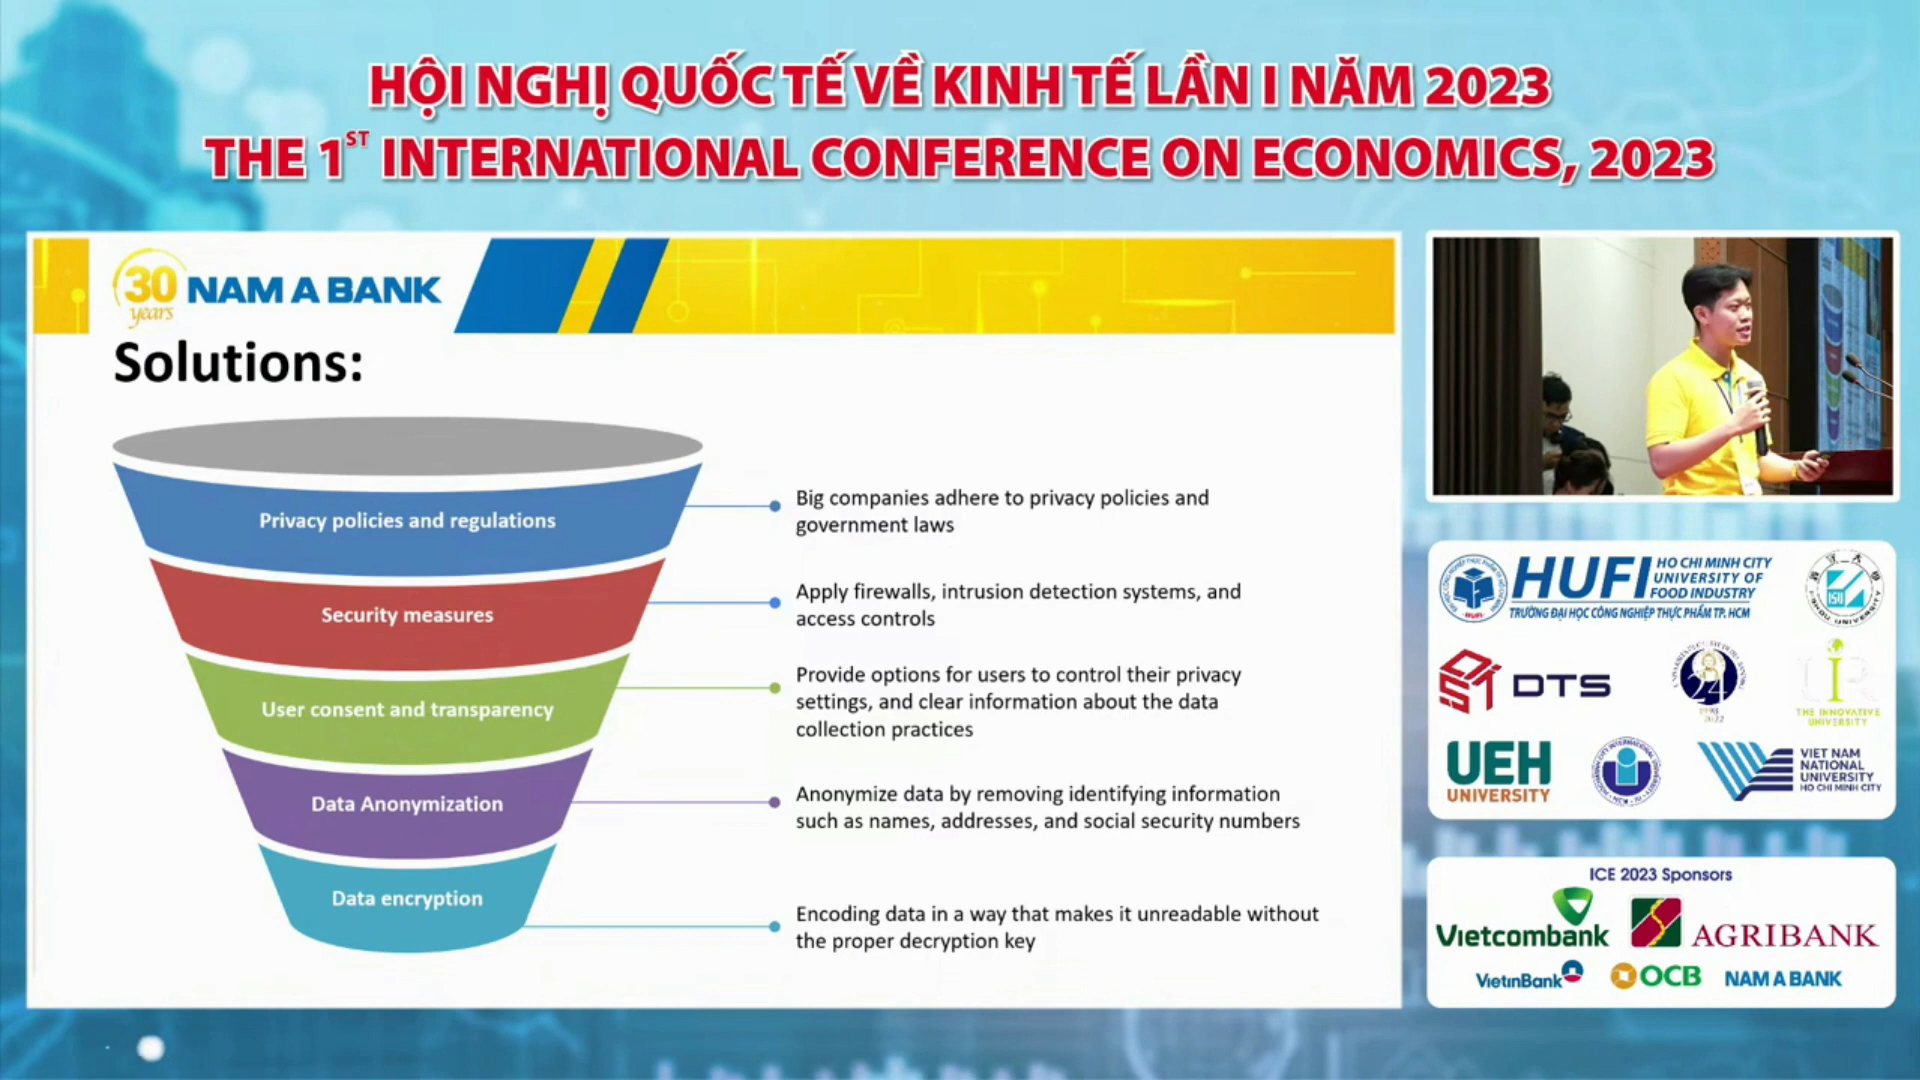 HỘI NGHỊ QUỐC TẾ VỀ KINH TẾ LẦN I NĂM 2023
THE 1ST INTERNATIONAL CONFERENCE ON ECONOMICS, 2023
30 years
NAM A BANK
Solutions:
Privacy policies and regulations
Big companies adhere to privacy policies and
government laws
Security measures
Apply firewalls, intrusion detection systems, and
access controls
User consent and transparency
Provide options for users to control their privacy
settings, and clear information about the data
collection practices
Data Anonymization
Anonymize data by removing identifying information
such as names, addresses, and social security numbers
Data encryption
Encoding data in a way that makes it unreadable without
the proper decryption key
HUFI
HO CHI MINH CITY
UNIVERSITY OF
FOOD INDUSTRY
TRƯỜNG ĐẠI HỌC CÔNG NGHIỆP THỰC PHẨM TP. HCM
HUFI
ISU
DTS
24
THE INNOVATIVE
UNIVERSITY
UEH
UNIVERSITY
VIET NAM
NATIONAL
UNIVERSITY
HO CHI MINH CITY
ICE 2023 Sponsors
Vietcombank
AGRIBANK
VietinBank
OCB
NAM A BANK